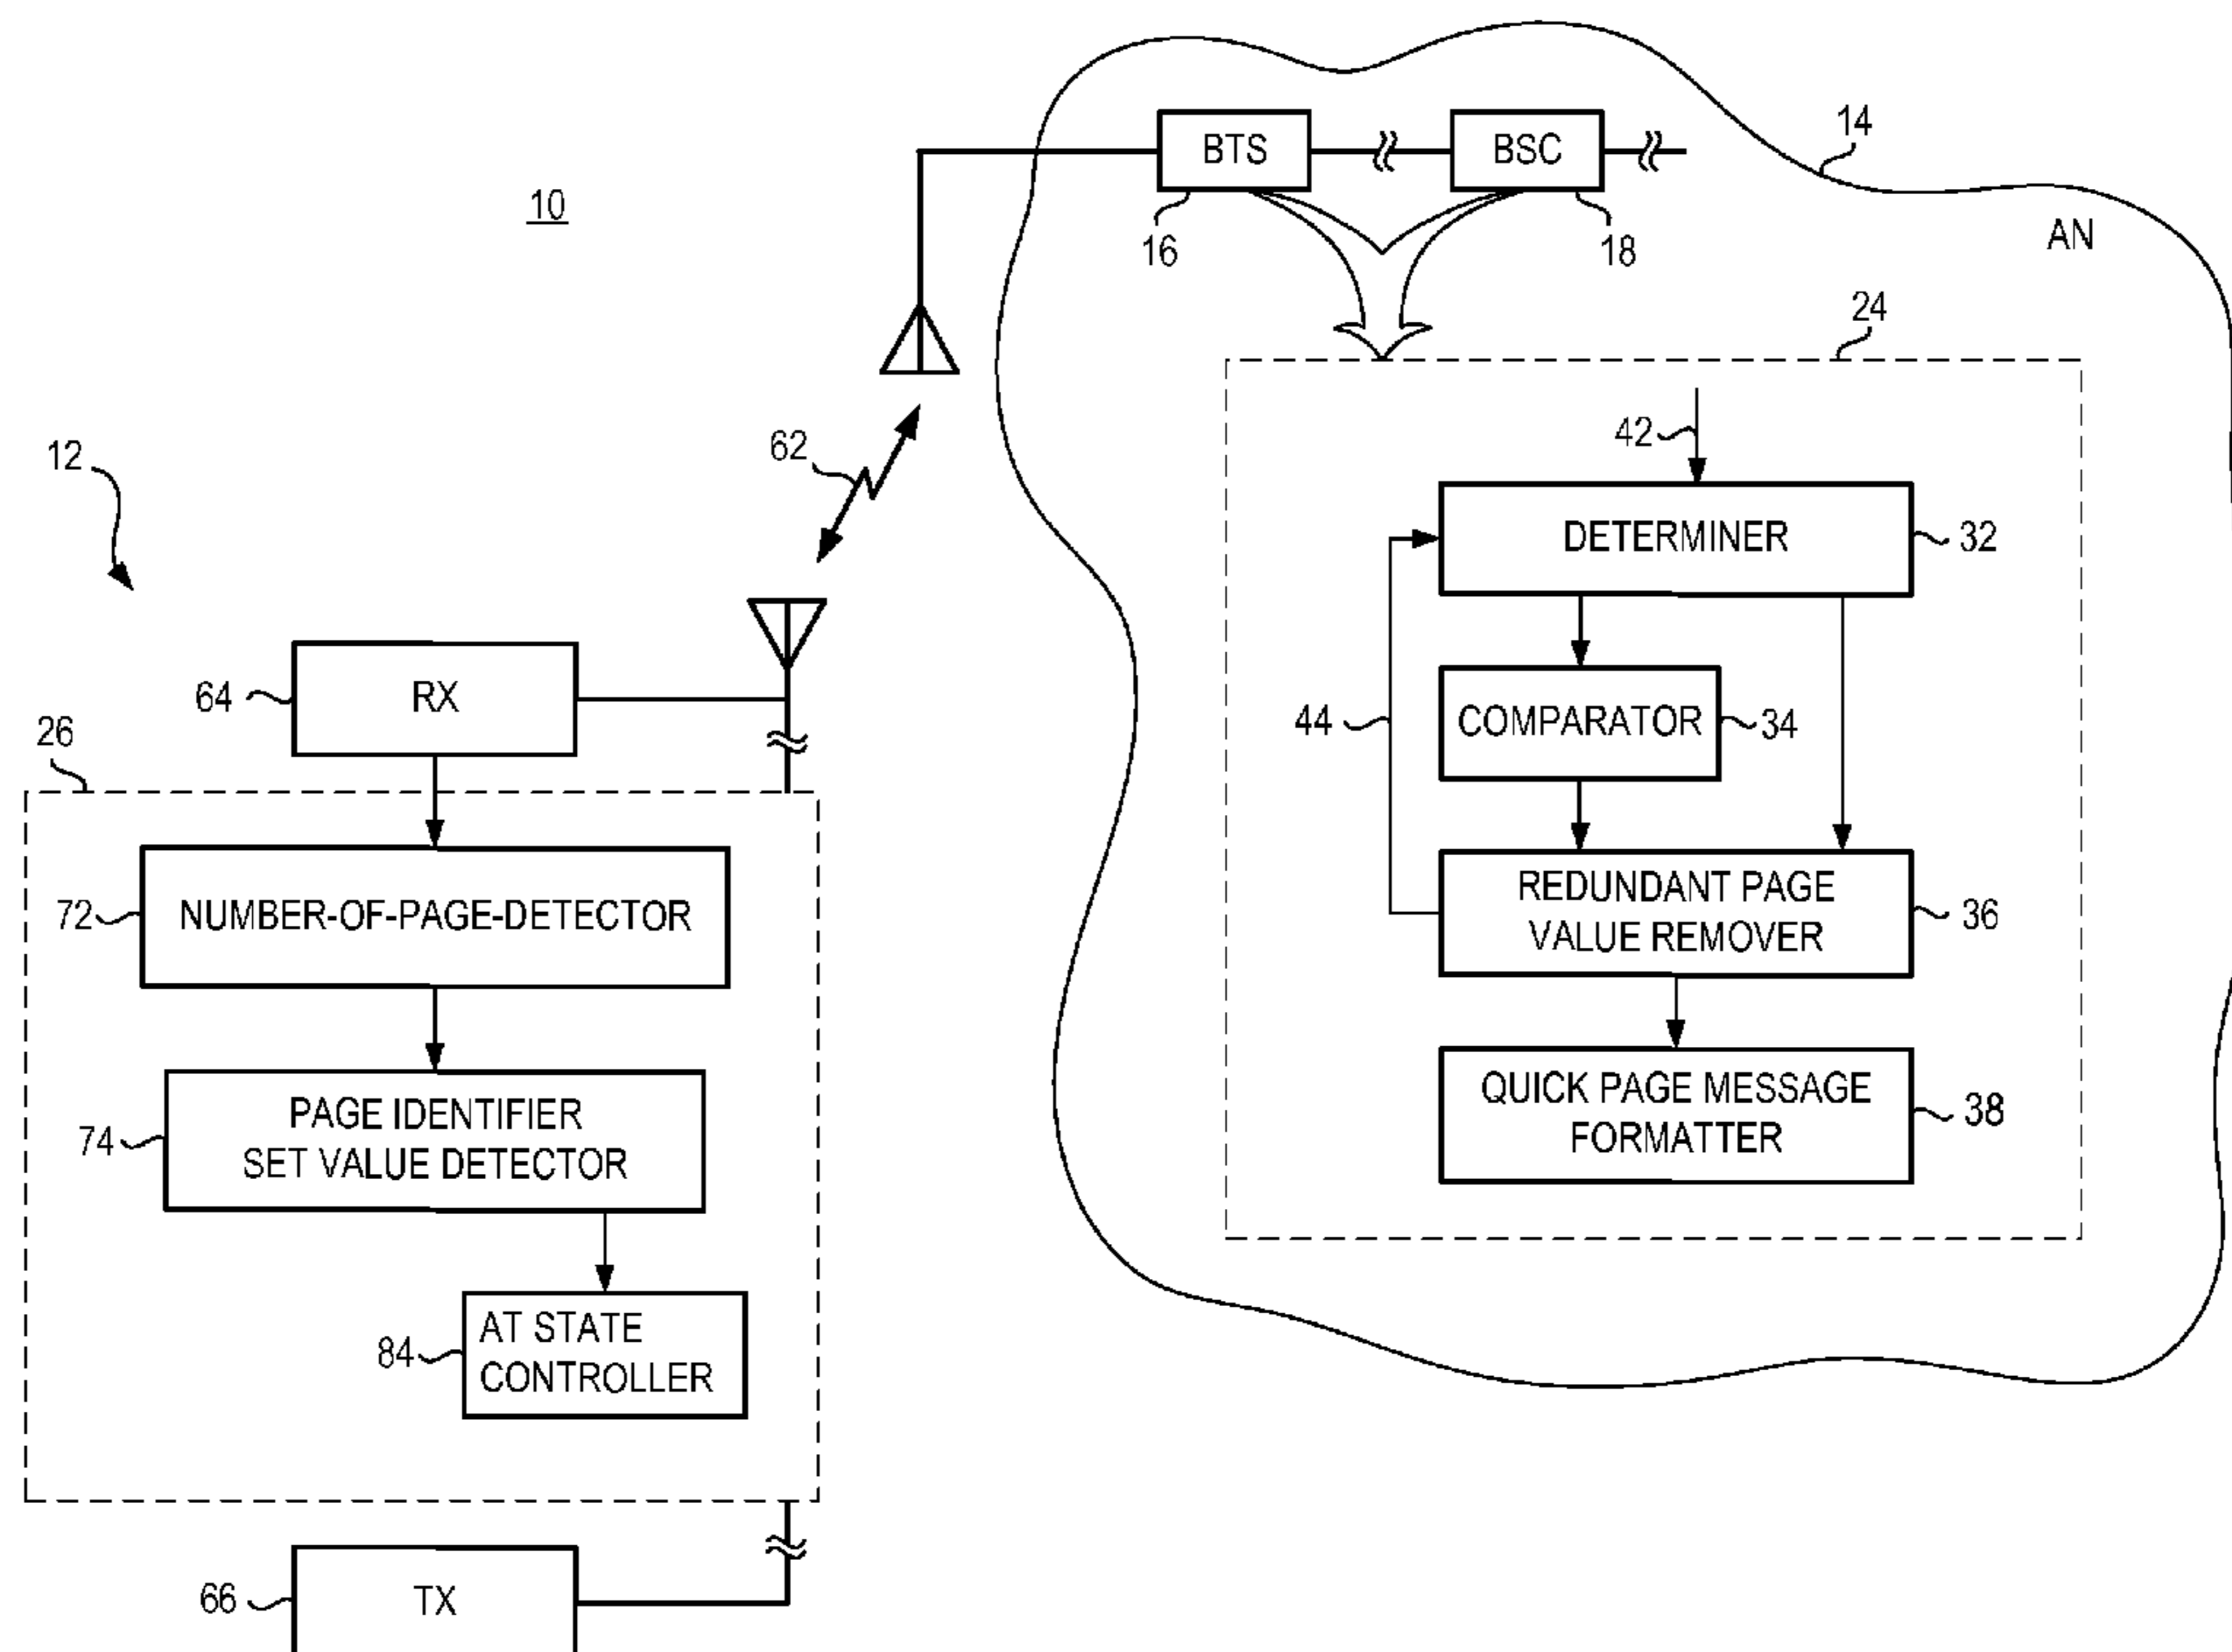 14
BTS
BSC
10
16
18
AN
24
42
62
12
DETERMINER
32
RX
64
COMPARATOR
34
44
26
REDUNDANT PAGE
VALUE REMOVER
36
72
NUMBER-OF-PAGE-DETECTOR
QUICK PAGE MESSAGE
FORMATTER
38
PAGE IDENTIFIER
SET VALUE DETECTOR
74
AT STATE
CONTROLLER
84
66
TX